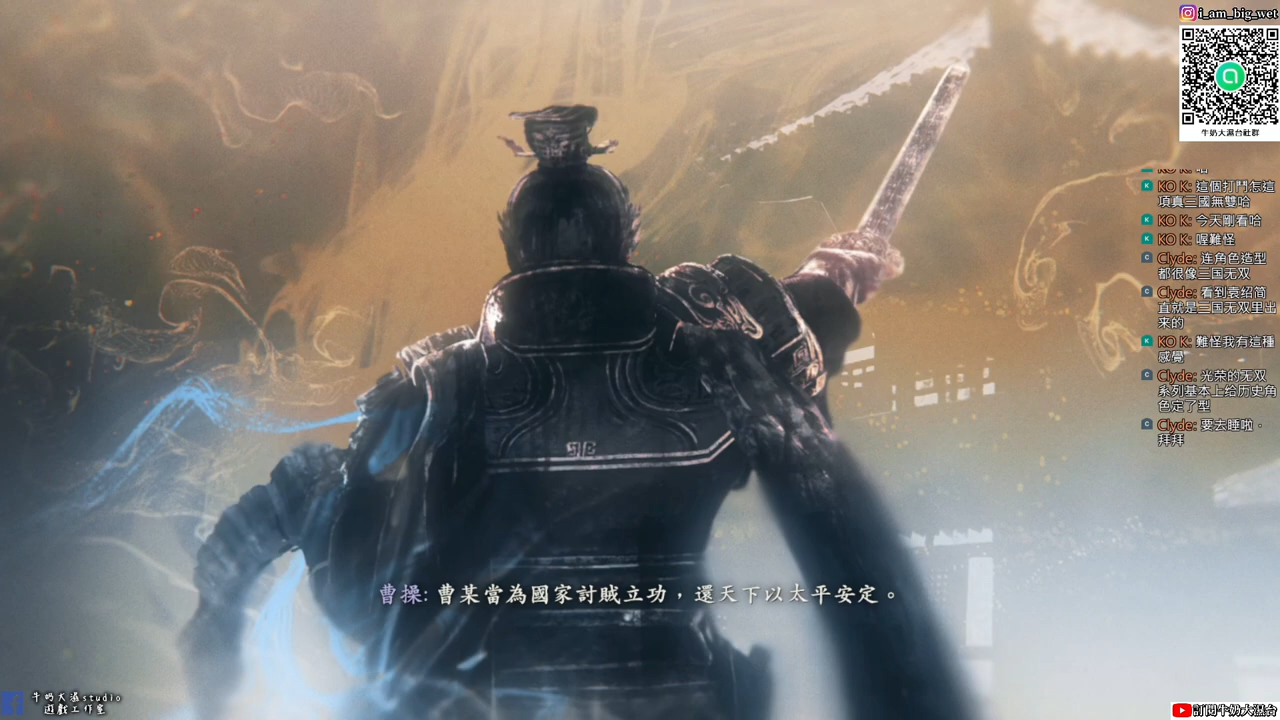 i_am_big_wet
牛奶大濕台社群
KO K: 這個打鬥怎這
項真三國無雙哈
KO K: 今天剛看哈
KO K: 喔難怪
Clyde: 连角色造型
都很像三国无双
Clyde: 看到袁绍简
直就是三国无双里出
来的
KO K: 難怪我有這種
感覺
Clyde: 光荣的无双
系列基本上给历史角
色定了型
Clyde: 要去睡啦。
拜拜
曹操: 曹某當為國家討賊立功，還天下以太平安定。
牛奶大濕studio
遊戲工作室
訂閱牛奶大濕台